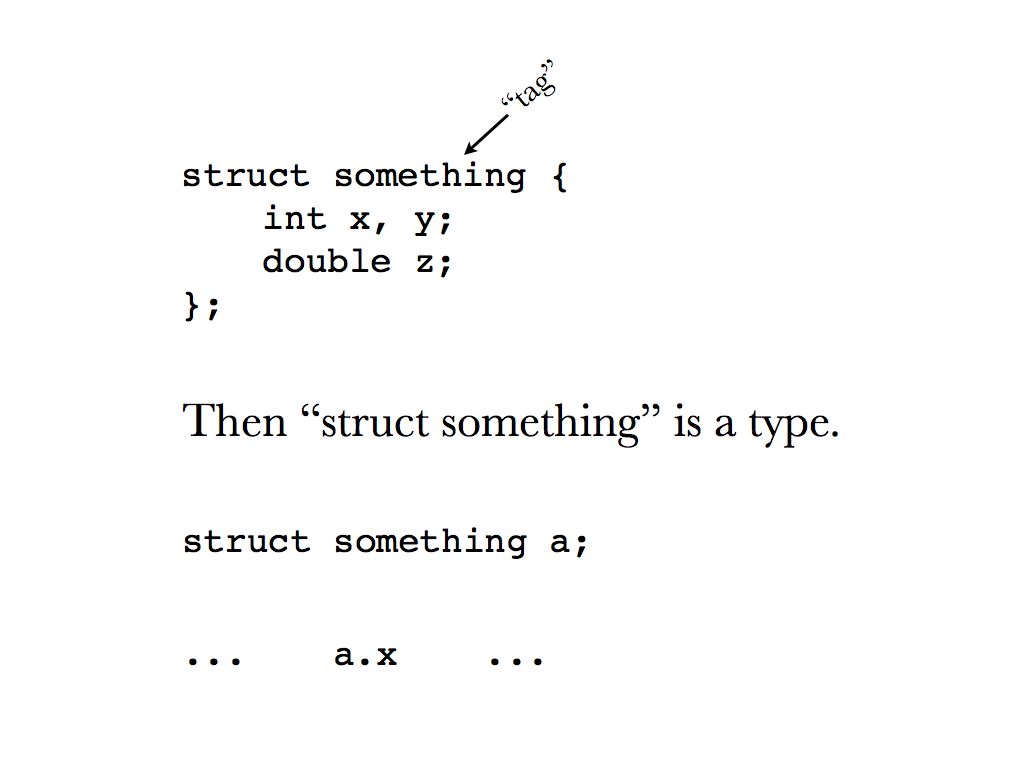 “tag”
struct something {
    int x, y;
    double z;
};
Then “struct something” is a type.
struct something a;
...    a.x    ...